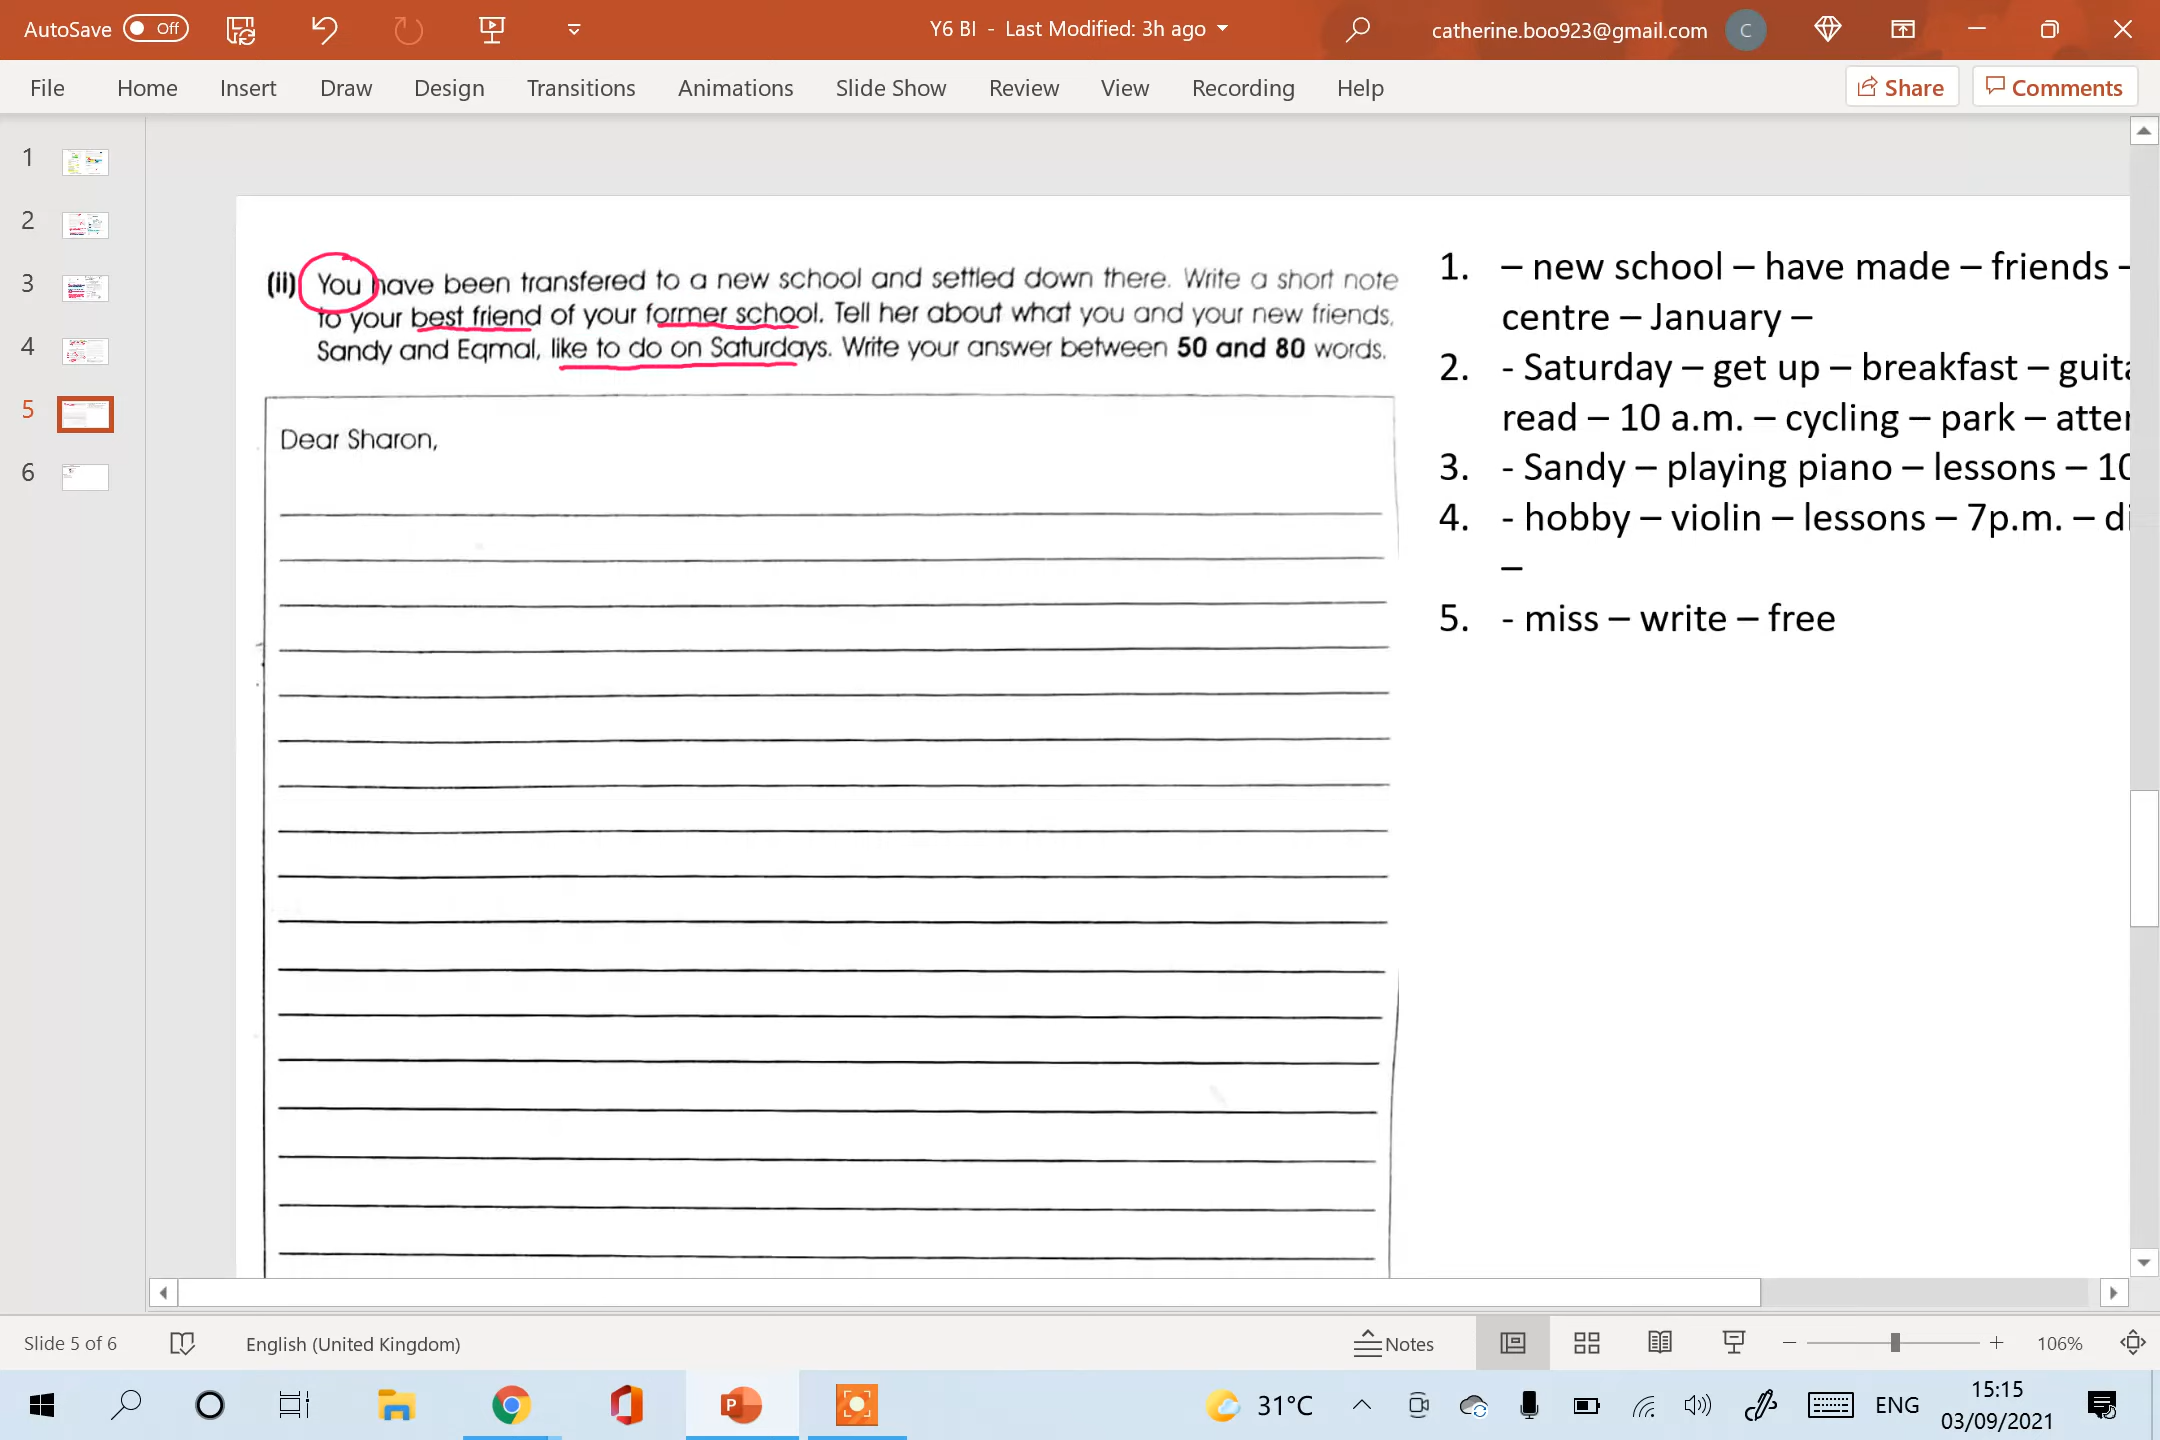 AutoSave Off Y6 BI - Last Modified: 3h ago catherine.boo923@gmail.com C
File Home Insert Draw Design Transitions Animations Slide Show Review View Recording Help Share Comments
1
2
3
4
5
6
(ii) You have been transfered to a new school and settled down there. Write a short note
to your best friend of your former school. Tell her about what you and your new friends,
Sandy and Eqmal, like to do on Saturdays. Write your answer between 50 and 80 words.
Dear Sharon,
1. – new school – have made – friends –
centre – January –
2. - Saturday – get up – breakfast –
read – 10 a.m. – cycling – park –
3. - Sandy – playing piano – lessons –
4. - hobby – violin – lessons – 7p.m. –
–
5. - miss – write – free
Slide 5 of 6 English (United Kingdom) Notes 106%
P 31°C ENG 15:15
03/09/2021